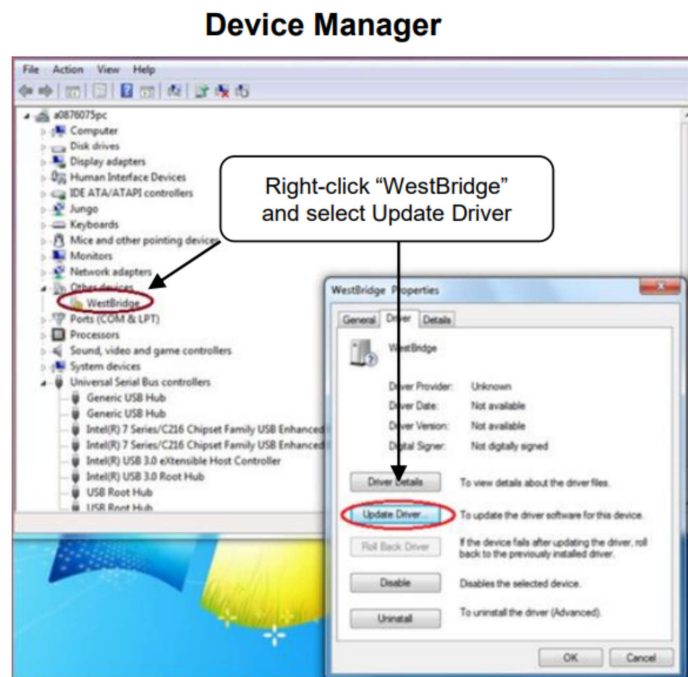 Device Manager
File Action View Help
a0876075pc
Computer
Disk drives
Display adapters
Human Interface Devices
IDE ATA/ATAPI controllers
Jungo
Keyboards
Mice and other pointing devices
Monitors
Network adapters
Other devices
WestBridge
Ports (COM & LPT)
Processors
Sound, video and game controllers
System devices
Universal Serial Bus controllers
Generic USB Hub
Generic USB Hub
Intel(R) 7 Series/C216 Chipset Family USB Enhanced
Intel(R) 7 Series/C216 Chipset Family USB Enhanced
Intel(R) USB 3.0 eXtensible Host Controller
Intel(R) USB 3.0 Root Hub
USB Root Hub
USB Root Hub
Right-click “WestBridge”
and select Update Driver
WestBridge Properties
General Driver Details
WestBridge
Driver Provider: Unknown
Driver Date: Not available
Driver Version: Not available
Digital Signer: Not digitally signed
Driver Details To view details about the driver files.
Update Driver... To update the driver software for this device.
Roll Back Driver If the device fails after updating the driver, roll
back to the previously installed driver.
Disable Disables the selected device.
Uninstall To uninstall the driver (Advanced).
OK Cancel